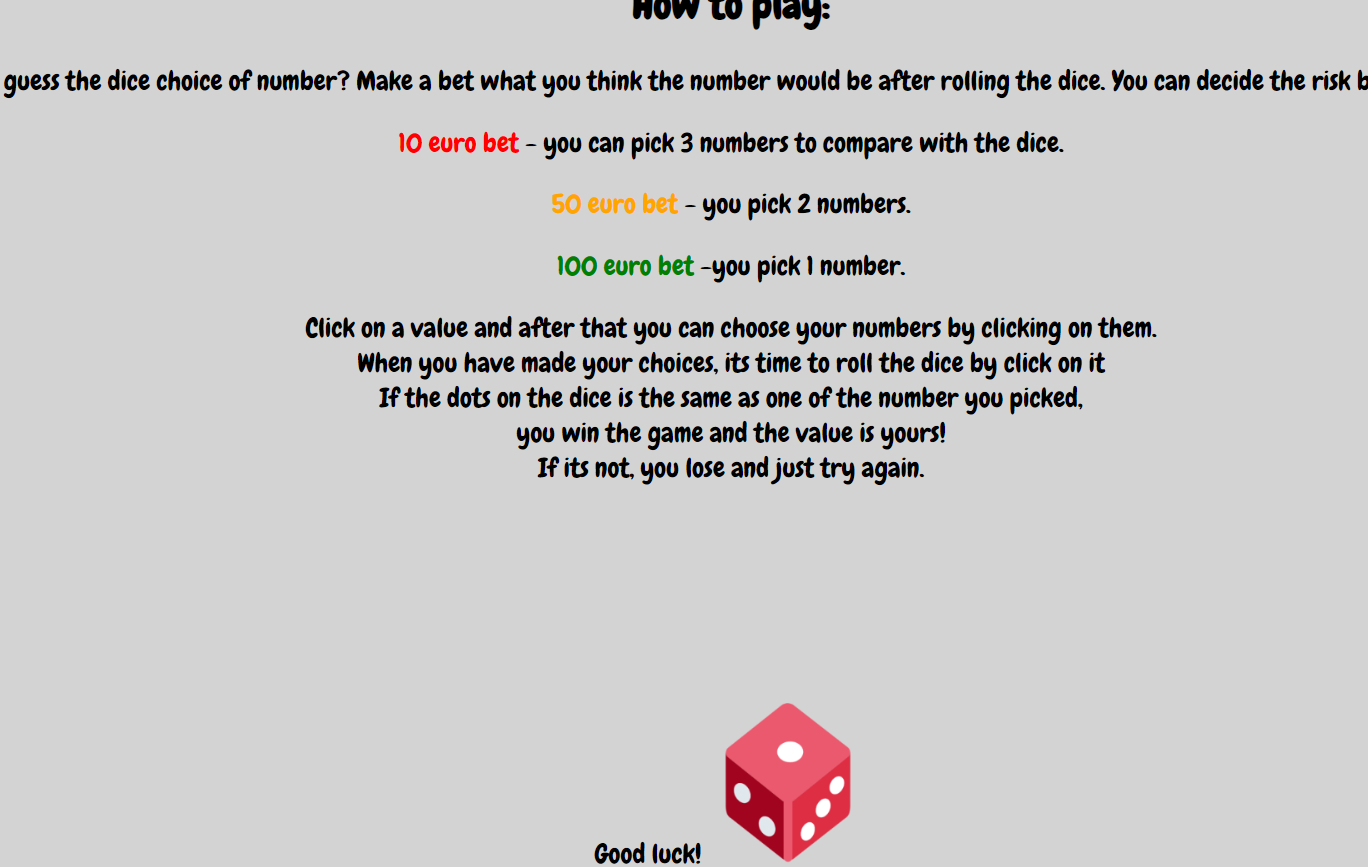 How to play:
guess the dice choice of number? Make a bet what you think the number would be after rolling the dice. You can decide the risk
10 euro bet - you can pick 3 numbers to compare with the dice.
50 euro bet - you pick 2 numbers.
100 euro bet -you pick 1 number.
Click on a value and after that you can choose your numbers by clicking on them.
When you have made your choices, its time to roll the dice by click on it
If the dots on the dice is the same as one of the number you picked,
you win the game and the value is yours!
If its not, you lose and just try again.
Good luck!